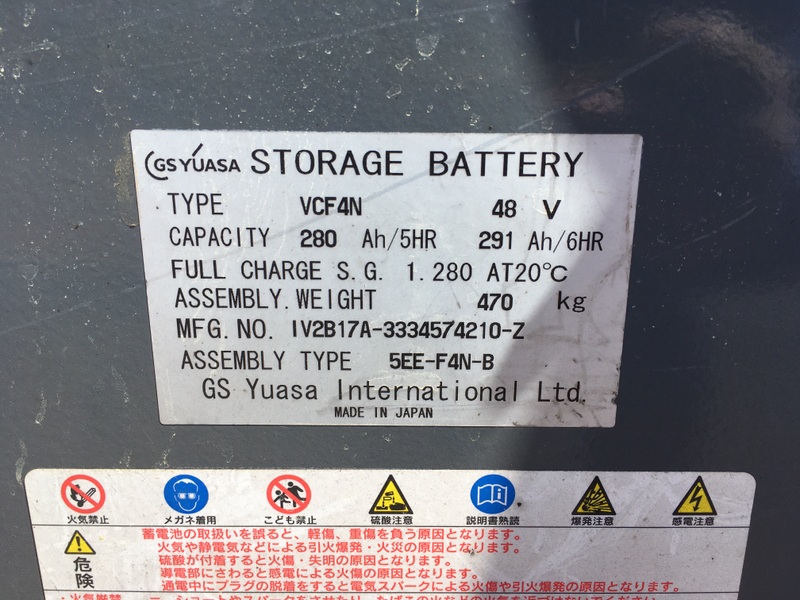 GS YUASA STORAGE BATTERY
TYPE VCF4N 48 V
CAPACITY 280 Ah/5HR 291 Ah/6HR
FULL CHARGE S.G. 1.280 AT20℃
ASSEMBLY.WEIGHT 470 kg
MFG.NO. IV2B17A-3334574210-Z
ASSEMBLY TYPE 5EE-F4N-B
GS Yuasa International Ltd.
MADE IN JAPAN
火気禁止 メガネ着用 こども禁止 硫酸注意 説明書熟読 爆発注意 感電注意
危険
蓄電池の取扱いを誤ると、軽傷、重傷を負う原因となります。
火気や静電気などによる引火爆発・火災の原因となります。
硫酸が付着すると火傷・失明の原因となります。
導電部にさわると感電による火傷の原因となります。
通電中にプラグの脱着をすると電気スパークによる火傷や引火爆発の原因となります。